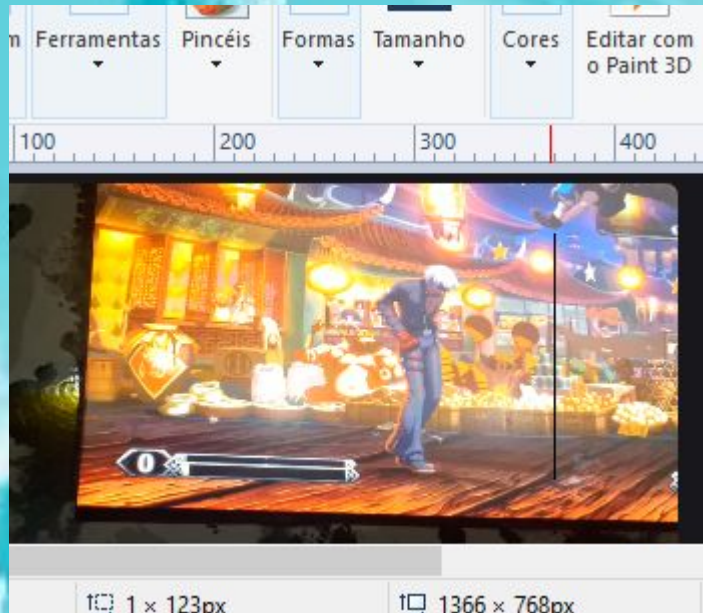 Ferramentas Pincéis Formas Tamanho Cores Editar com
o Paint 3D
100 200 300 400
0
1 × 123px 1366 × 768px